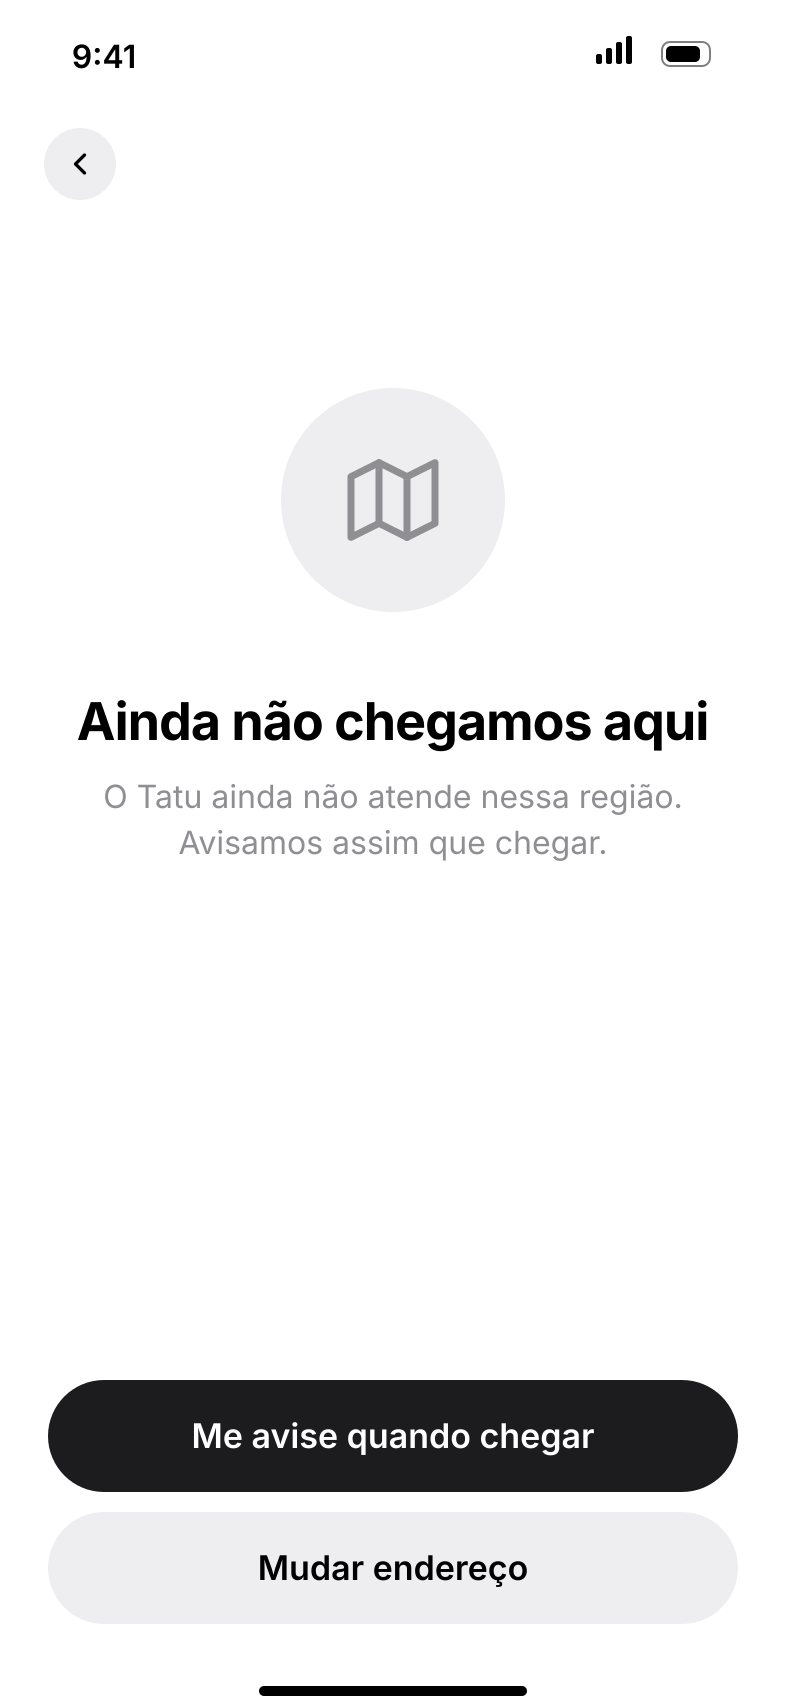 9:41
Ainda não chegamos aqui
O Tatu ainda não atende nessa região.
Avisamos assim que chegar.
Me avise quando chegar
Mudar endereço